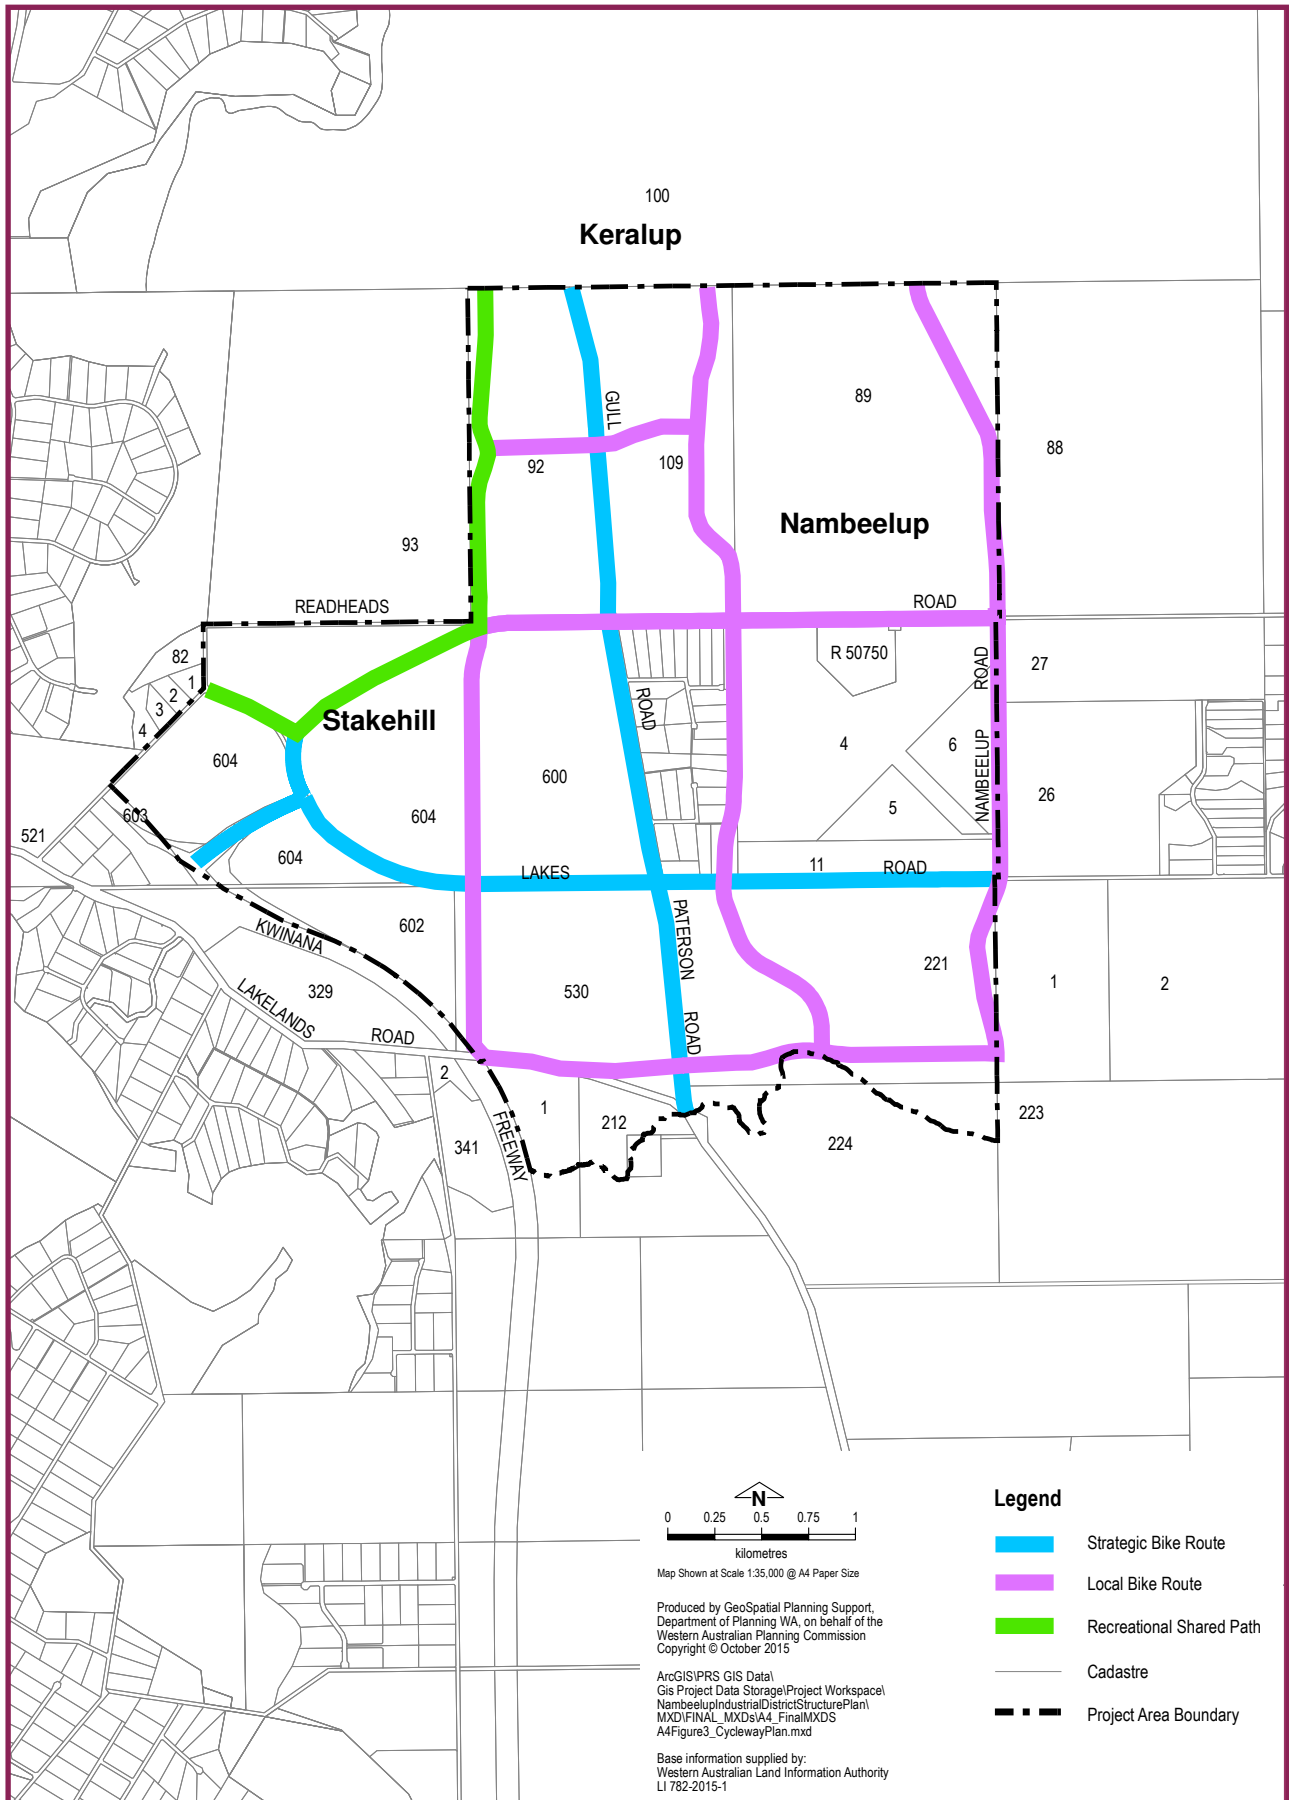 100
Keralup
89
GULL
88
92
109
Nambeelup
93
READHEADS
ROAD
R 50750
27
82
1
2
3
4
ROAD
ROAD
Stakehill
604
4
6
600
NAMBEELUP
26
603
604
5
521
604
LAKES
11
ROAD
PATERSON
602
KWINANA
221
1
2
329
530
LAKELANDS
ROAD
ROAD
2
1
212
223
FREEWAY
341
224
N
0 0.25 0.5 0.75 1
kilometres
Map Shown at Scale 1:35,000 @ A4 Paper Size
Produced by GeoSpatial Planning Support,
Department of Planning WA, on behalf of the
Western Australian Planning Commission
Copyright © October 2015
ArcGIS\PRS GIS Data\
Gis Project Data Storage\Project Workspace\
NambeelupIndustrialDistrictStructurePlan\
MXD\FINAL_MXDs\A4_FinalMXDS
A4Figure3_CyclewayPlan.mxd
Base information supplied by:
Western Australian Land Information Authority
LI 782-2015-1
Legend
Strategic Bike Route
Local Bike Route
Recreational Shared Path
Cadastre
Project Area Boundary